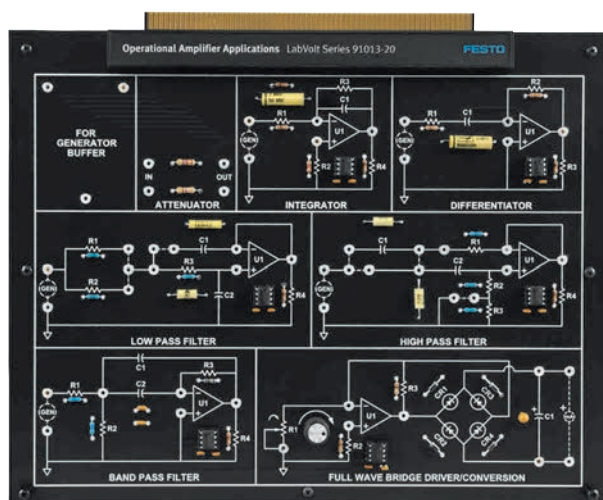 Operational Amplifier Applications LabVolt Series 91013-20 FESTO
FOR
GENERATOR
BUFFER
IN OUT
ATTENUATOR
R3
C1
R1
GEN
U1
R2
R4
INTEGRATOR
R2
C1
R1
GEN
U1
R3
DIFFERENTIATOR
R1
R2
GEN
C1
R3
C2
U1
R4
LOW PASS FILTER
C1
R1
C2
GEN
U1
R2
R3
R4
HIGH PASS FILTER
C1
R3
R1
C2
GEN
U1
R2
R4
BAND PASS FILTER
R3
CR1
CR3
R1
U1
R2
CR2
CR4
C1
FULL WAVE BRIDGE DRIVER/CONVERSION